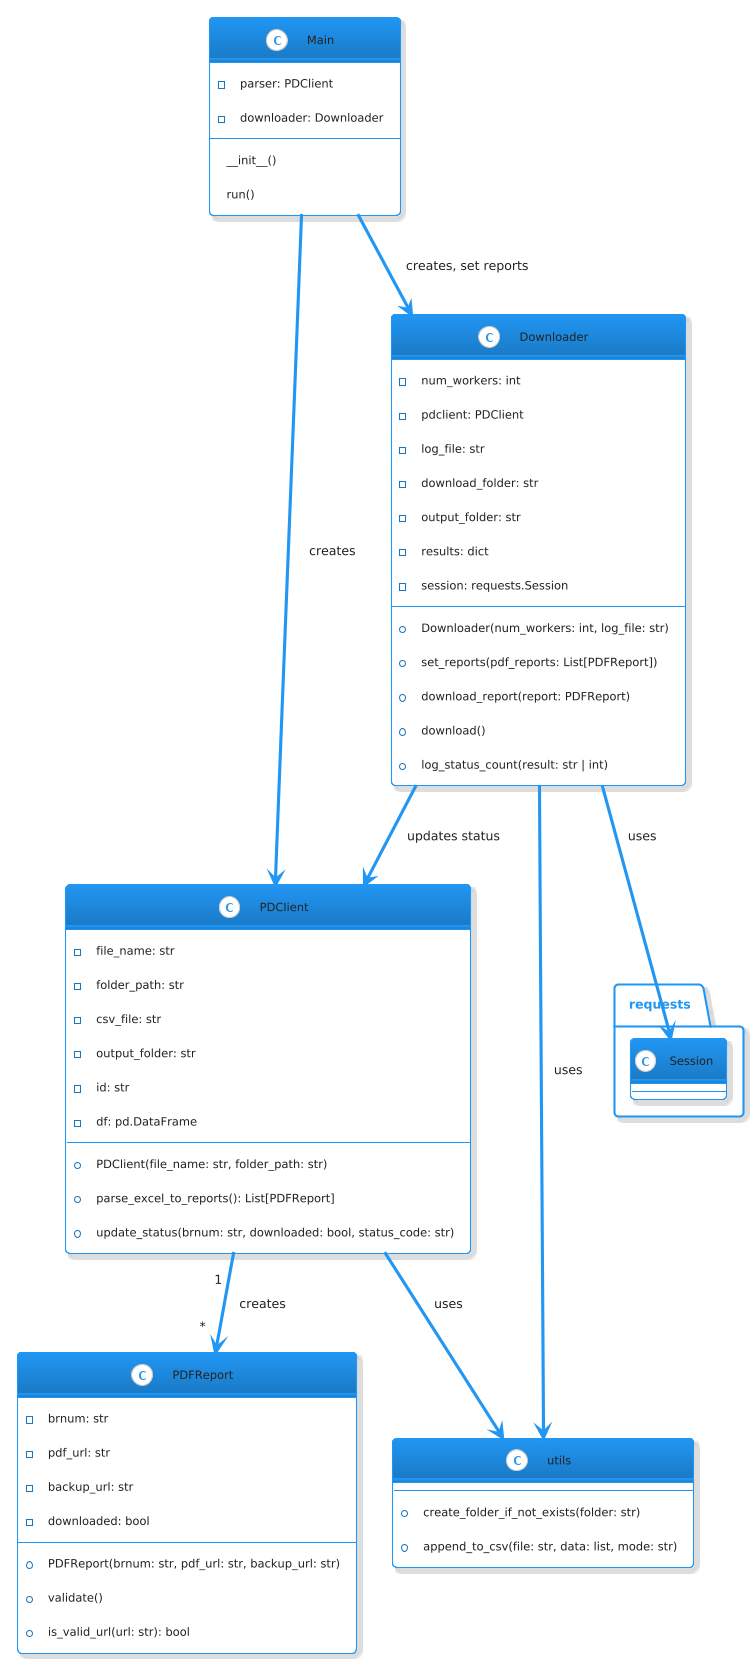 C Main
parser: PDClient
downloader: Downloader
__init__()
run()
creates, set reports
C Downloader
num_workers: int
pdclient: PDClient
log_file: str
download_folder: str
output_folder: str
results: dict
session: requests.Session
Downloader(num_workers: int, log_file: str)
set_reports(pdf_reports: List[PDFReport])
download_report(report: PDFReport)
download()
log_status_count(result: str | int)
creates
updates status
uses
C PDClient
file_name: str
folder_path: str
csv_file: str
output_folder: str
id: str
df: pd.DataFrame
PDClient(file_name: str, folder_path: str)
parse_excel_to_reports(): List[PDFReport]
update_status(brnum: str, downloaded: bool, status_code: str)
requests
C Session
uses
1
creates
*
uses
C PDFReport
brnum: str
pdf_url: str
backup_url: str
downloaded: bool
PDFReport(brnum: str, pdf_url: str, backup_url: str)
validate()
is_valid_url(url: str): bool
C utils
create_folder_if_not_exists(folder: str)
append_to_csv(file: str, data: list, mode: str)